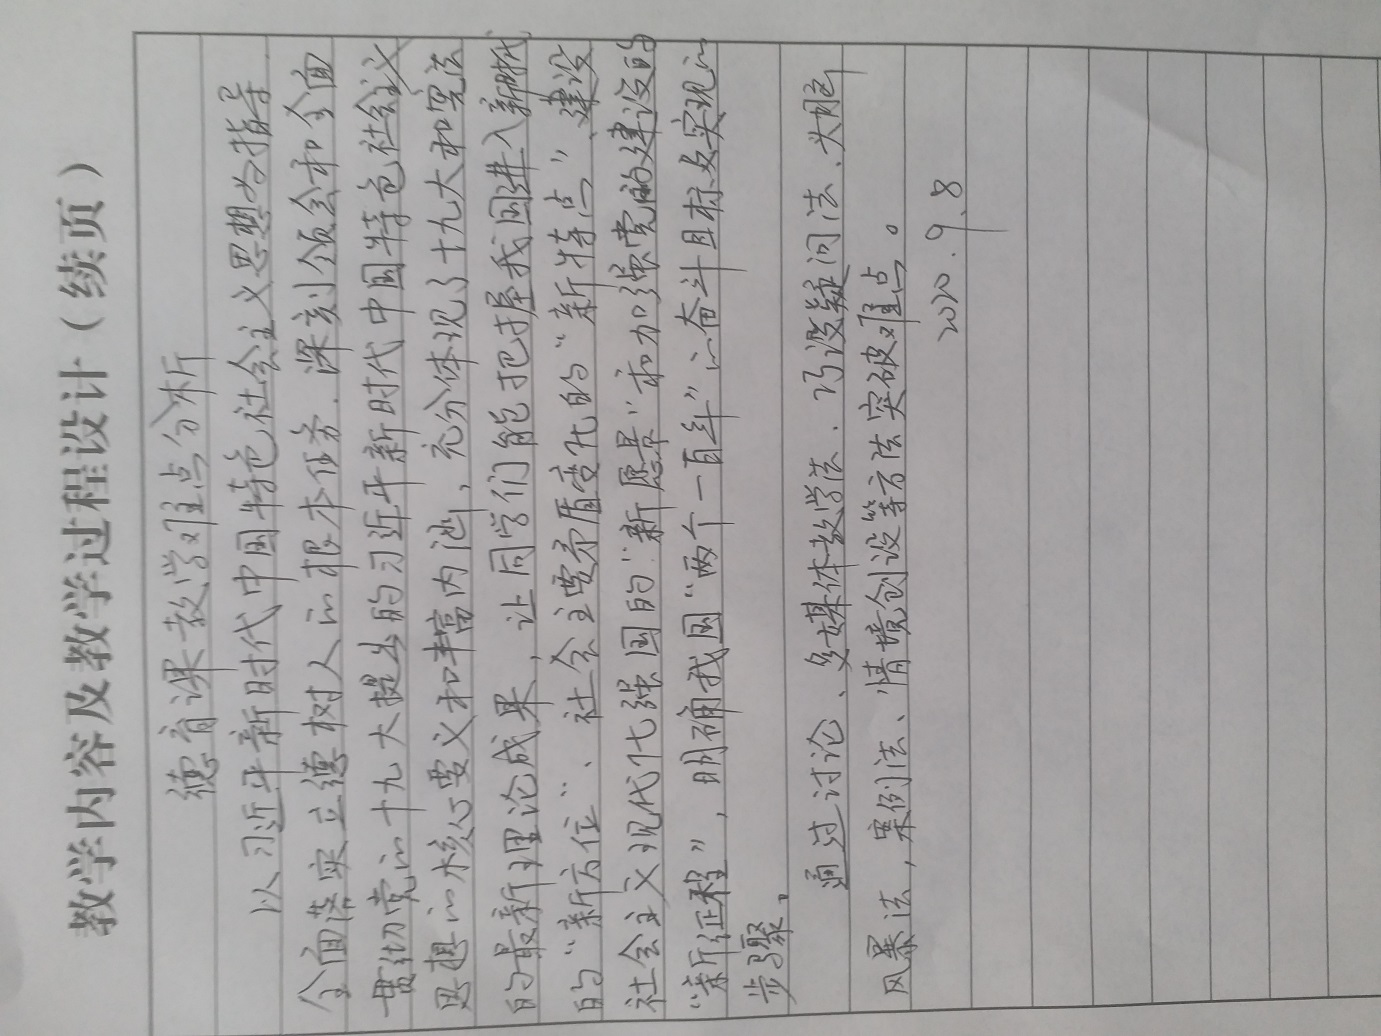 教学内容及教学过程设计（续页）
德育课教学难点分析
以习近平新时代中国特色社会主义思想为指导
全面落实立德树人的根本任务．深刻领会和全面
贯彻党的十九大提出的习近平新时代中国特色社会主义
思想的核心要义和丰富内涵，充分体现了十九大和宪法
的最新理论成果，让同学们能把握我国进入新时代
的“新方位”、社会主要矛盾变化的“新特点”、建设
社会主义现代化强国的“新愿景”和加强党的建设的
“新征程”，明确我国“两个一百年”的奋斗目标及实现的
步骤。
通过讨论、多媒体教学法．巧设疑问法．头脑
风暴法，案例法、情境创设等方法突破难点。
2020.9.8